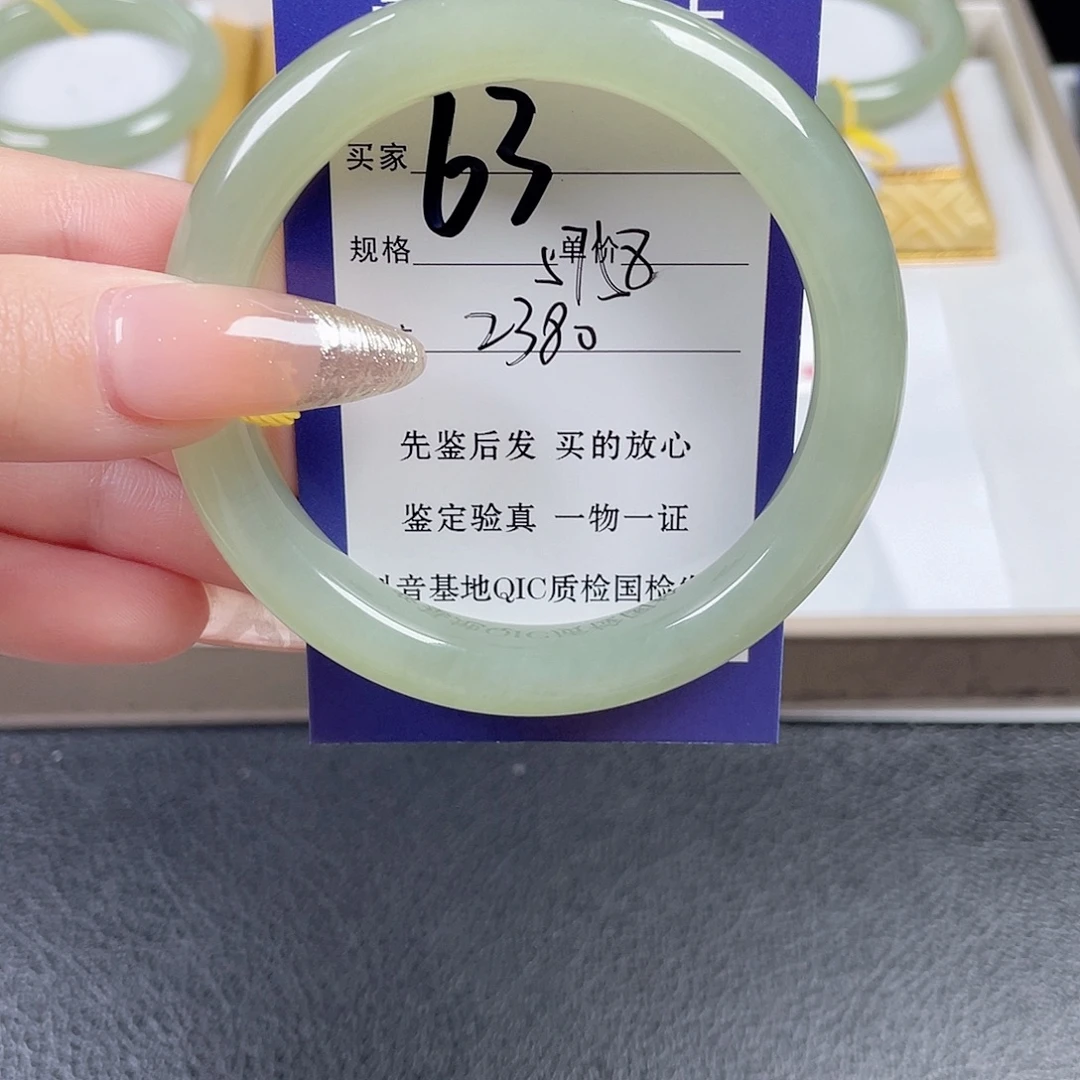 买家 63
规格 单价 5758
2380
先鉴后发 买的放心
鉴定验真 一物一证
音基地QIC质检国检